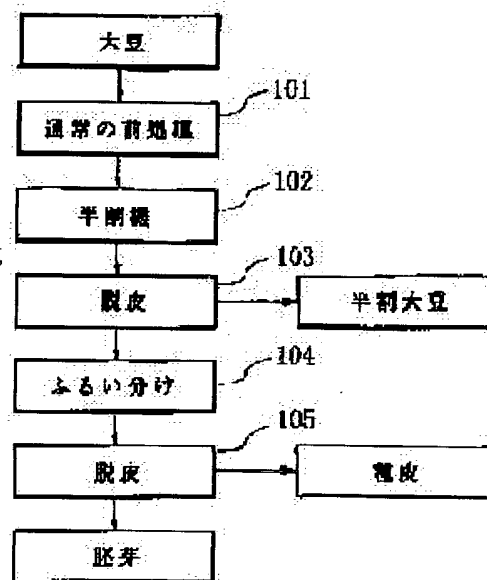 大豆
101
通常の前処理
102
半割機
103
脱皮
半割大豆
104
ふるい分け
105
脱皮
種皮
胚芽